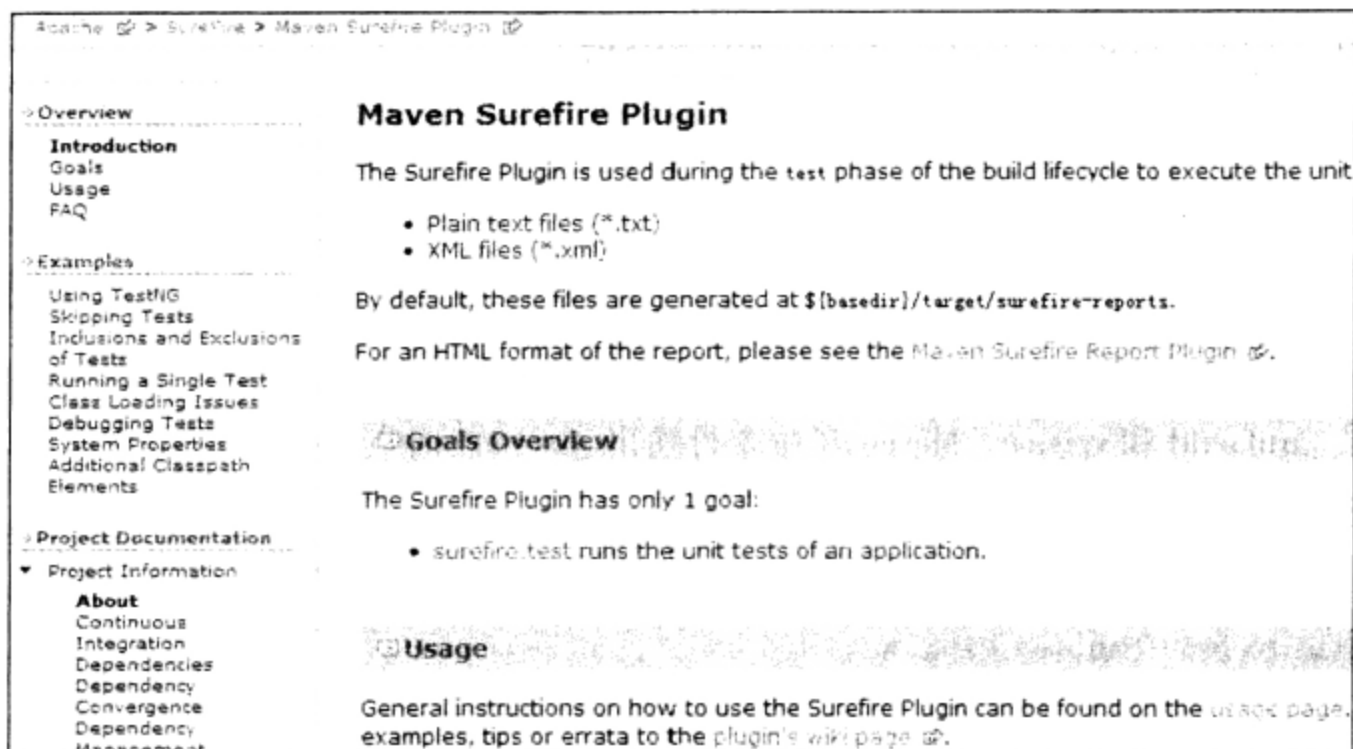 Apache > Surefire > Maven Surefire Plugin
Overview
Introduction
Goals
Usage
FAQ
Examples
Using TestNG
Skipping Tests
Inclusions and Exclusions
of Tests
Running a Single Test
Class Loading Issues
Debugging Tests
System Properties
Additional Classpath
Elements
Project Documentation
Project Information
About
Continuous
Integration
Dependencies
Dependency
Convergence
Dependency
Maven Surefire Plugin
The Surefire Plugin is used during the test phase of the build lifecycle to execute the unit
• Plain text files (*.txt)
• XML files (*.xml)
By default, these files are generated at ${basedir}/target/surefire-reports.
For an HTML format of the report, please see the Maven Surefire Report Plugin.
Goals Overview
The Surefire Plugin has only 1 goal:
• surefire:test runs the unit tests of an application.
Usage
General instructions on how to use the Surefire Plugin can be found on the usage page.
examples, tips or errata to the plugin's wiki page.